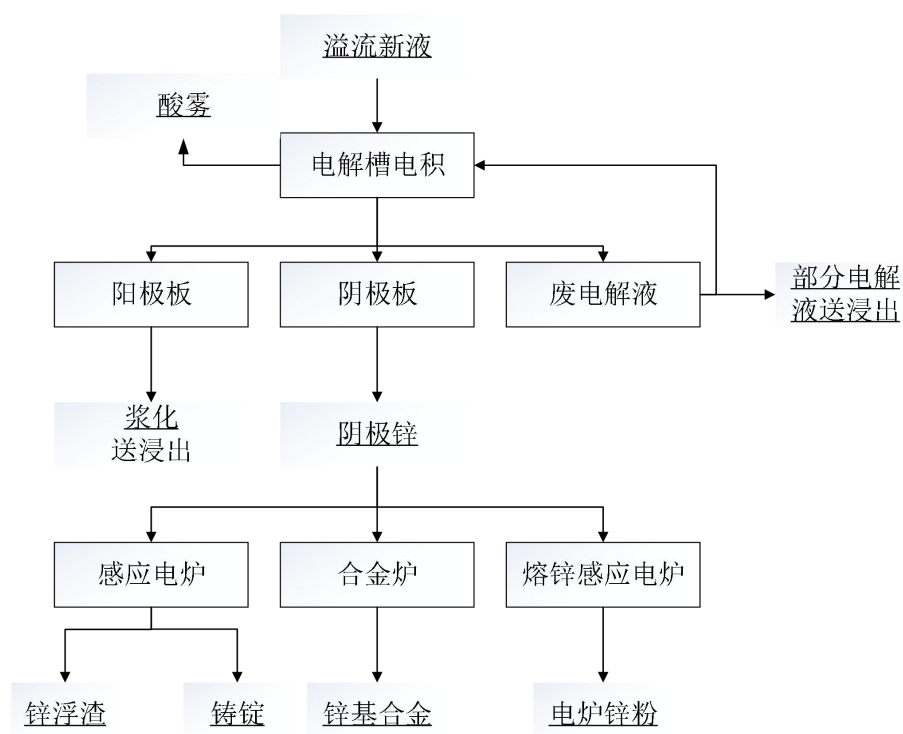 溢流新液
酸雾
电解槽电积
阳极板
阴极板
废电解液
部分电解
液送浸出
浆化
送浸出
阴极锌
感应电炉
合金炉
熔锌感应电炉
锌浮渣
铸锭
锌基合金
电炉锌粉